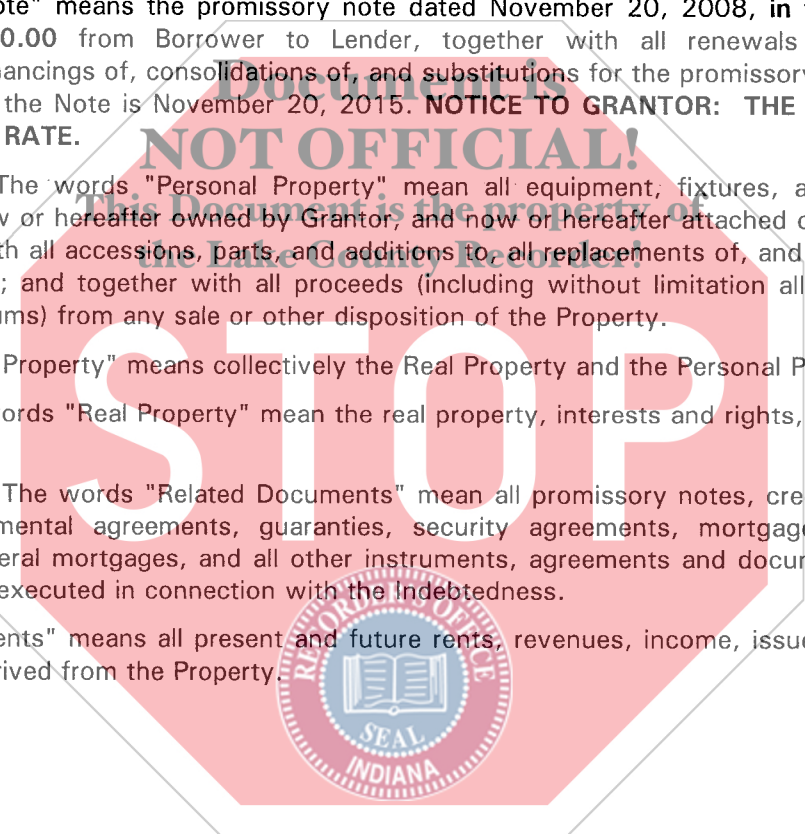 ote" means the promissory note dated November 20, 2008, in
0.00 from Borrower to Lender, together with all renewals
ancings of, consolidations of, and substitutions for the promissory
the Note is November 20, 2015. NOTICE TO GRANTOR: THE
RATE.
The words "Personal Property" mean all equipment, fixtures, a
w or hereafter owned by Grantor, and now or hereafter attached o
th all accessions, parts, and additions to, all replacements of, and
; and together with all proceeds (including without limitation all
ums) from any sale or other disposition of the Property.
Property" means collectively the Real Property and the Personal P
ords "Real Property" mean the real property, interests and rights,
The words "Related Documents" mean all promissory notes, cre
mental agreements, guaranties, security agreements, mortgag
eral mortgages, and all other instruments, agreements and docum
executed in connection with the Indebtedness.
ents" means all present and future rents, revenues, income, issue
rived from the Property.
Document is
NOT OFFICIAL!
This Document is the property of
the Lake County Recorder!
STOP
RECORDER'S OFFICE
SEAL
INDIANA